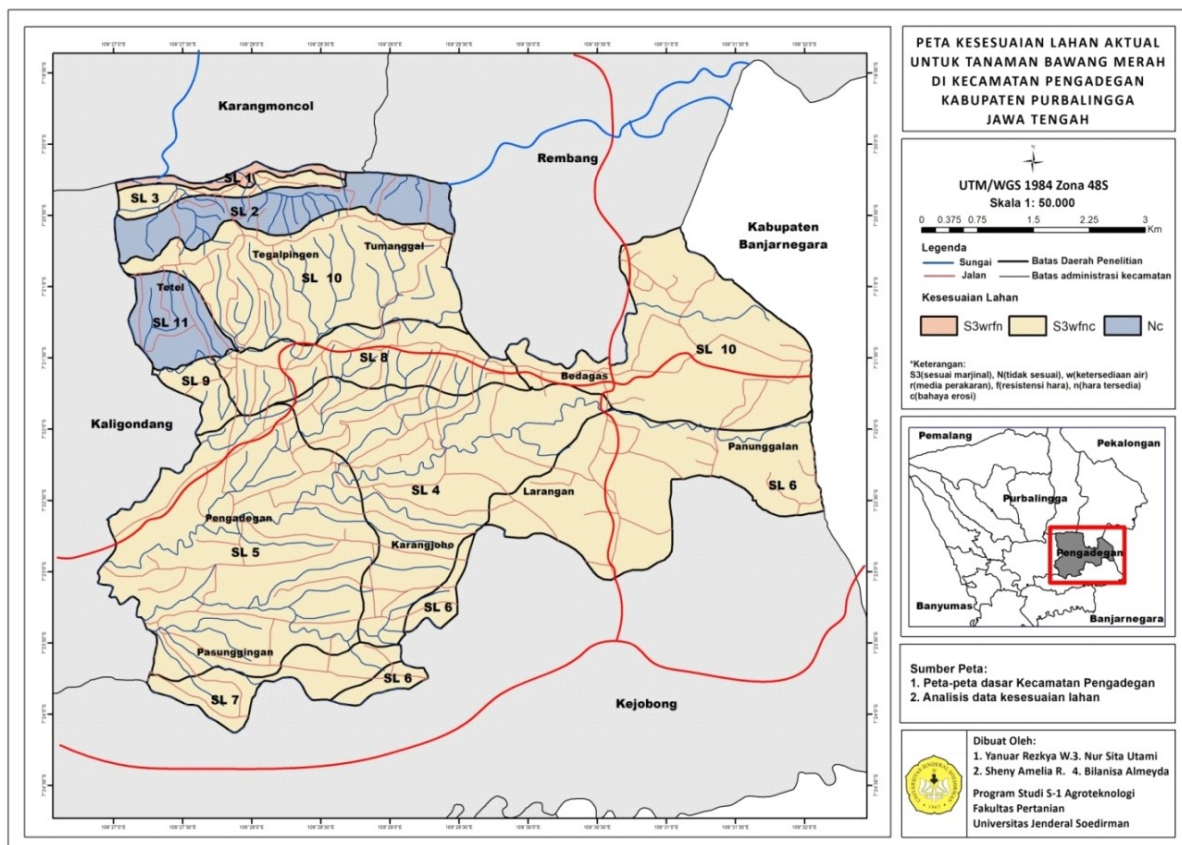 PETA KESESUAIAN LAHAN AKTUAL
UNTUK TANAMAN BAWANG MERAH
DI KECAMATAN PENGADEGAN
KABUPATEN PURBALINGGA
JAWA TENGAH
UTM/WGS 1984 Zona 48S
Skala 1: 50.000
0 0.375 0.75 1.5 2.25 3
Km
Legenda
Sungai
Batas Daerah Penelitian
Jalan
Batas administrasi kecamatan
Kesesuaian Lahan
S3wrfn
S3wfnc
Nc
*Keterangan:
S3(sesuai marjinal), N(tidak sesuai), w(ketersediaan air)
r(media perakaran), f(resistensi hara), n(hara tersedia)
c(bahaya erosi)
Pemalang
Pekalongan
Purbalingga
Pengadegan
Banyumas
Banjarnegara
Sumber Peta:
1. Peta-peta dasar Kecamatan Pengadegan
2. Analisis data kesesuaian lahan
Dibuat Oleh:
1. Yanuar Rezkya W. 3. Nur Sita Utami
2. Sheny Amelia R. 4. Bilanisa Almeyda
Program Studi S-1 Agroteknologi
Fakultas Pertanian
Universitas Jenderal Soedirman
Karangmoncol
Rembang
Kabupaten
Banjarnegara
SL 1
SL 3
SL 2
Tumanggal
Tegalpingen
SL 10
Tetel
SL 11
SL 8
SL 10
SL 9
Bedagas
Kaligondang
Panunggalan
SL 6
SL 4
Larangan
Pengadegan
SL 5
Karangjoho
SL 6
Pasunggingan
SL 6
SL 7
Kejobong